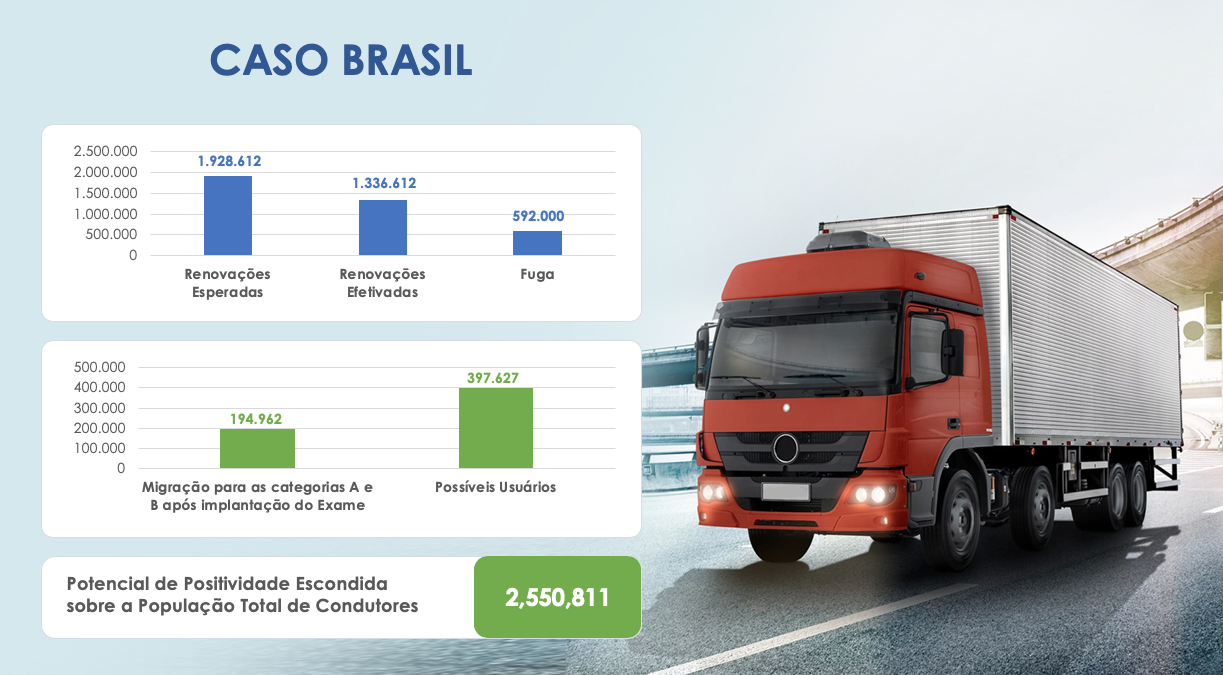 CASO BRASIL
2.500.000
2.000.000
1.500.000
1.000.000
500.000
0
1.928.612
1.336.612
592.000
Renovações
Esperadas
Renovações
Efetivadas
Fuga
500.000
400.000
300.000
200.000
100.000
0
194.962
397.627
Migração para as categorias A e
B após implantação do Exame
Possíveis Usuários
Potencial de Positividade Escondida
sobre a População Total de Condutores
2,550,811